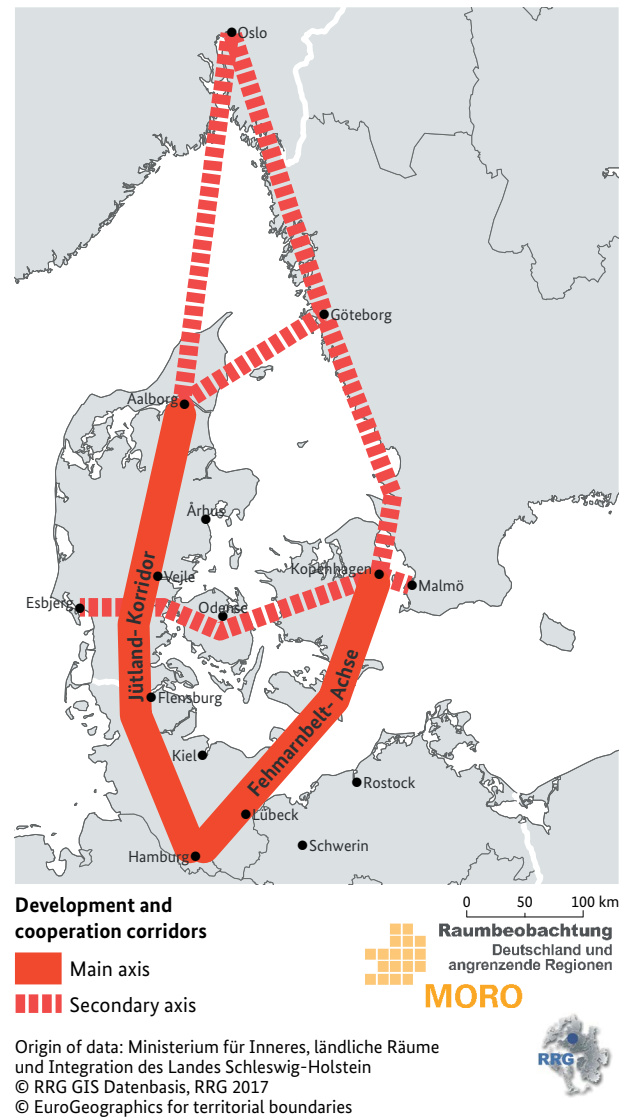 Oslo
Göteborg
Aalborg
Århus
Kopenhagen
Vejle
Malmö
Esbjerg
Odense
Jütland- Korridor
Flensburg
Fehmarnbelt- Achse
Kiel
Rostock
Lübeck
Schwerin
Hamburg
Development and
cooperation corridors
Main axis
Secondary axis
0 50 100 km
Raumbeobachtung
Deutschland und
angrenzende Regionen
MORO
RRG
Origin of data: Ministerium für Inneres, ländliche Räume
und Integration des Landes Schleswig-Holstein
© RRG GIS Datenbasis, RRG 2017
© EuroGeographics for territorial boundaries